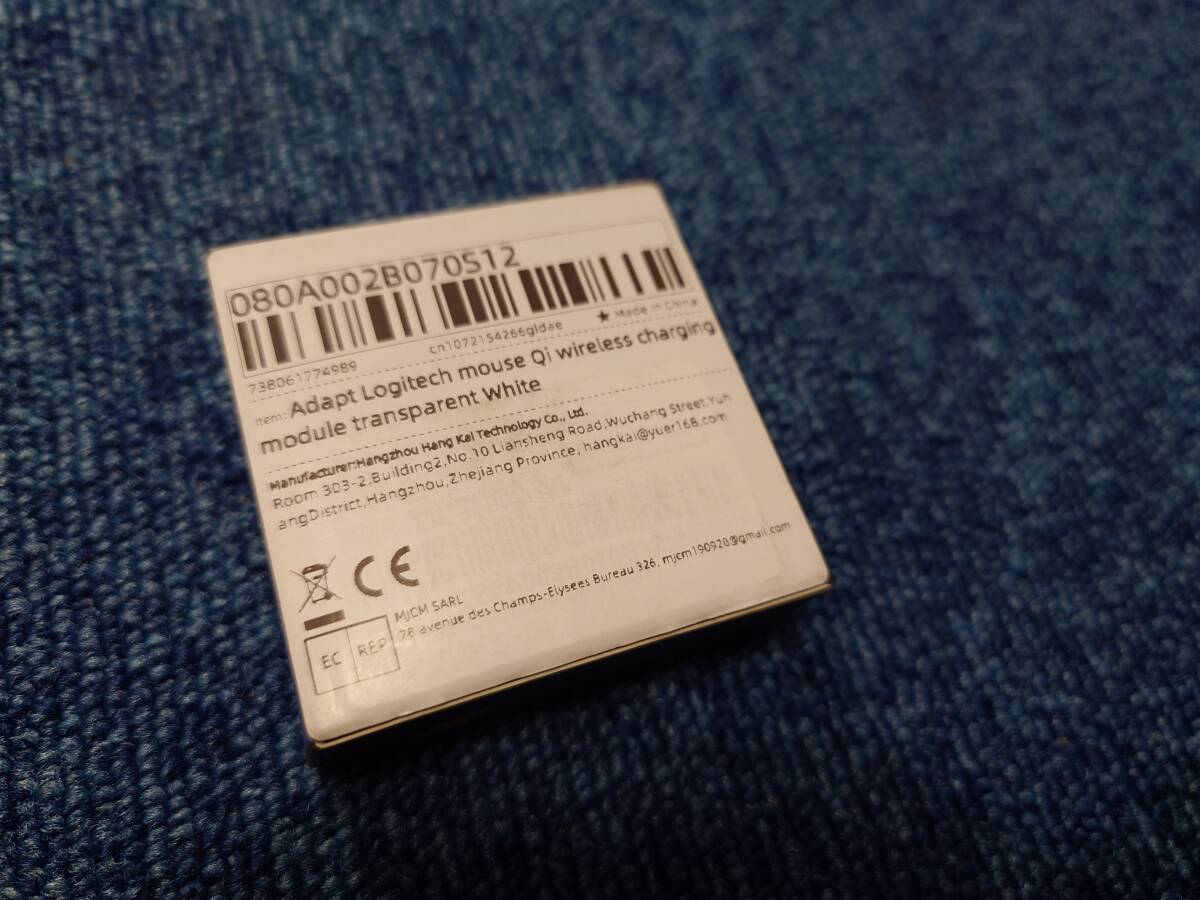 080A002B070S12
738061774989
cn1072154266gldae
★ Made in China
Item: Adapt Logitech mouse Qi wireless charging
module transparent White
Manufacturer:Hangzhou Hang Kai Technology Co., Ltd.
Room 303-2,Building2,No.10 Liansheng Road,Wuchang Street,Yuh
angDistrict,Hangzhou,Zhejiang Province, hangkai@yuer168.com
CE
EC REP
MJCM SARL
78 avenue des Champs-Elysees Bureau 326. mjcm190920@gmail.com